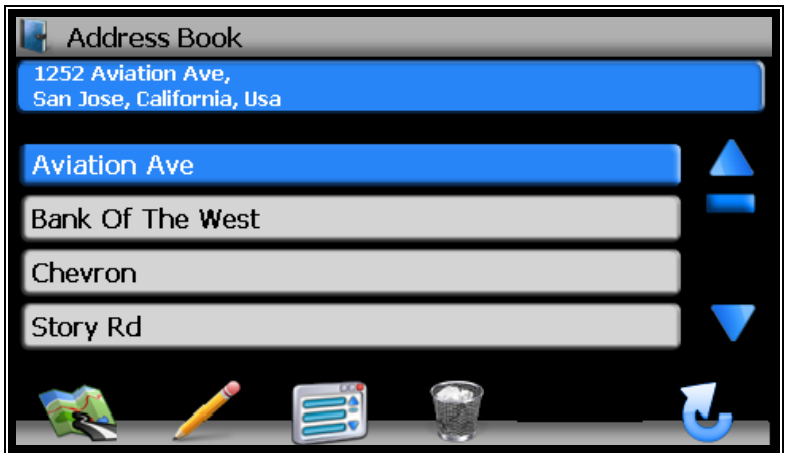 Address Book
1252 Aviation Ave,
San Jose, California, Usa
Aviation Ave
Bank Of The West
Chevron
Story Rd